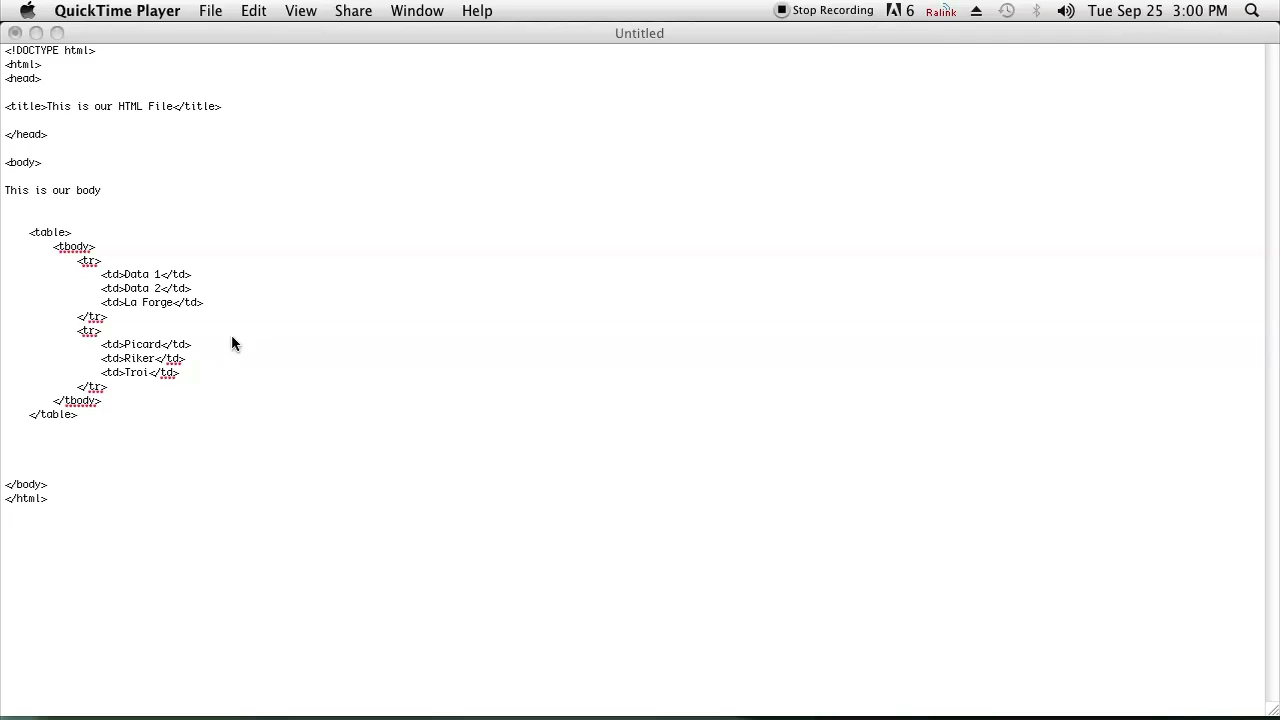 QuickTime Player File Edit View Share Window Help Stop Recording 6 Ralink Tue Sep 25 3:00 PM
Untitled
<!DOCTYPE html>
<html>
<head>
<title>This is our HTML File</title>
</head>
<body>
This is our body
<table>
<tbody>
<tr>
<td>Data 1</td>
<td>Data 2</td>
<td>La Forge</td>
</tr>
<tr>
<td>Picard</td>
<td>Riker</td>
<td>Troi</td>
</tr>
</tbody>
</table>
</body>
</html>